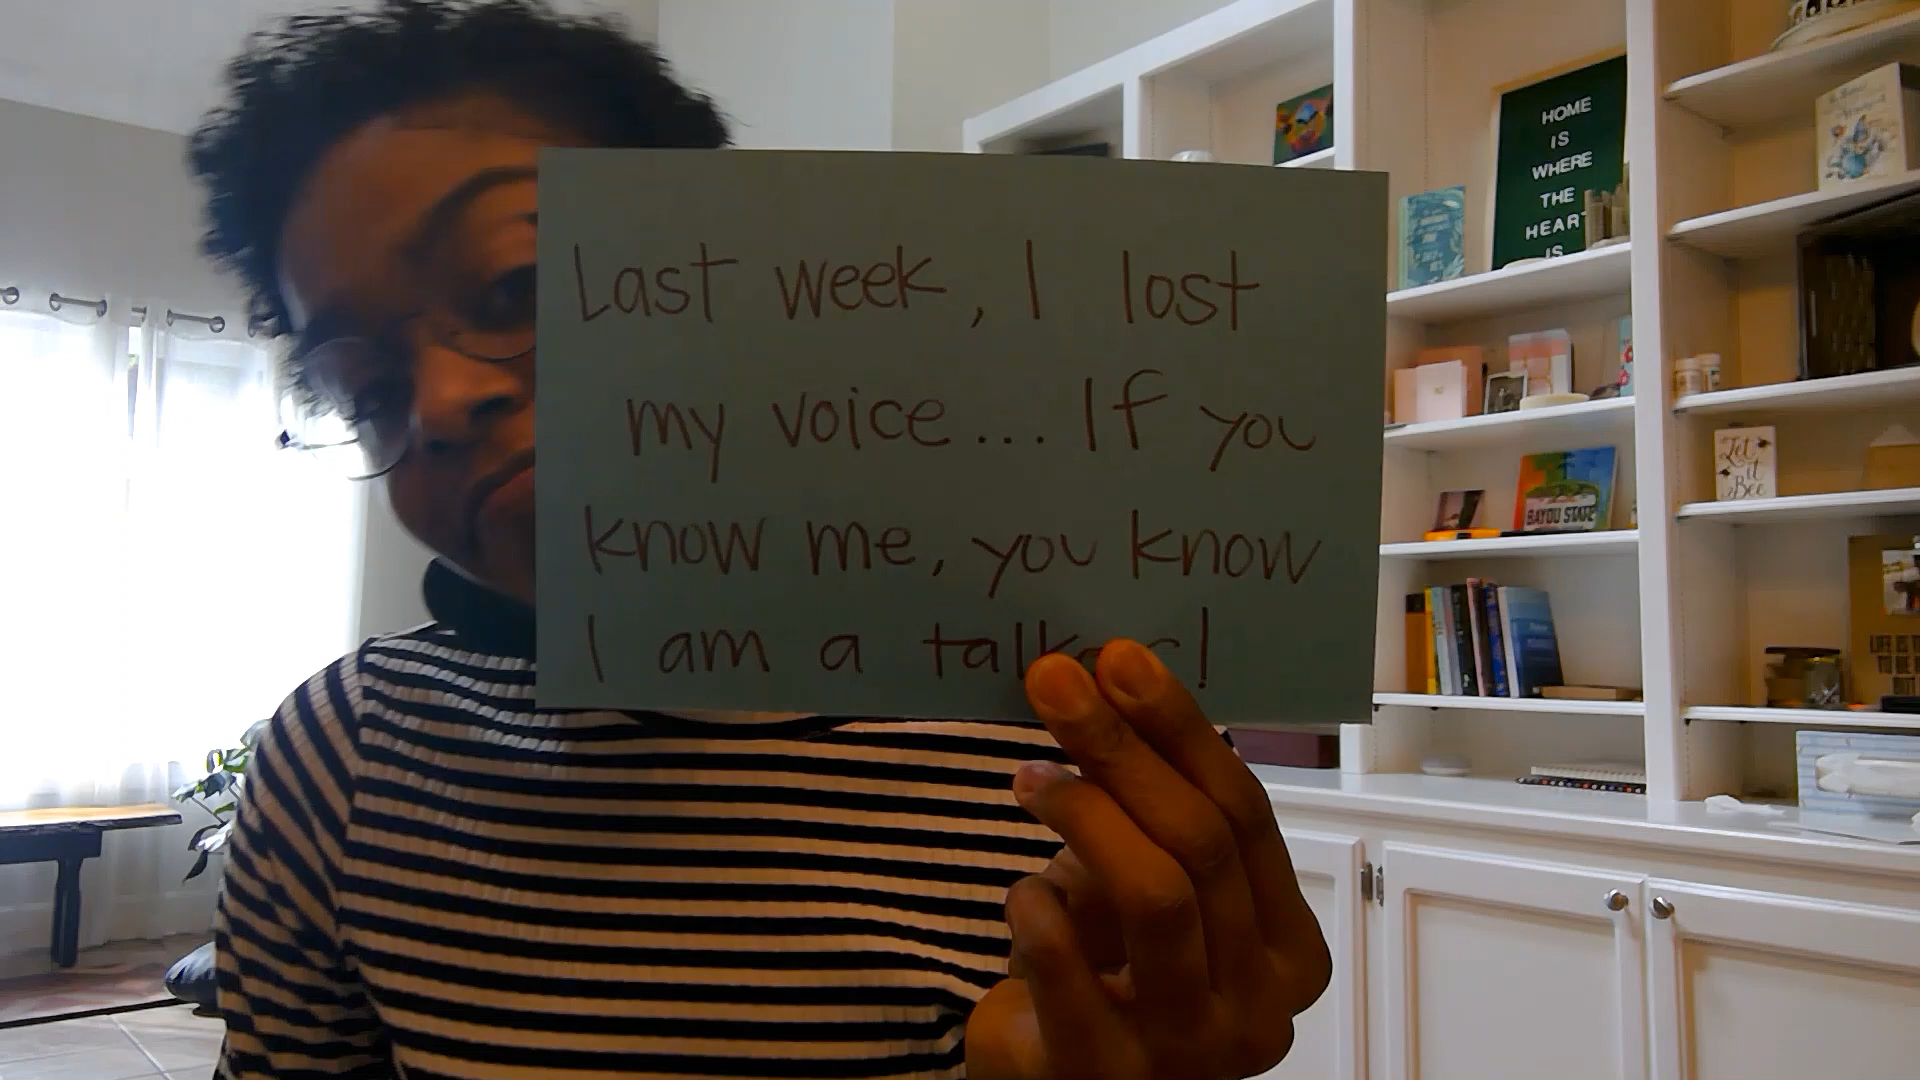 Last week, I lost
my voice... If you
know me, you know
I am a talker!
HOME
IS
WHERE
THE
HEART
IS
Let
it
Bee
BAYOU STATE